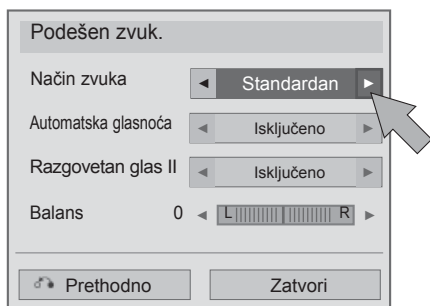 Podešen zvuk.
Način zvuka ◄ Standardan ►
Automatska glasnoća ◄ Isključeno ►
Razgovetan glas II ◄ Isključeno ►
Balans 0 ◄ L R ►
Prethodno Zatvori